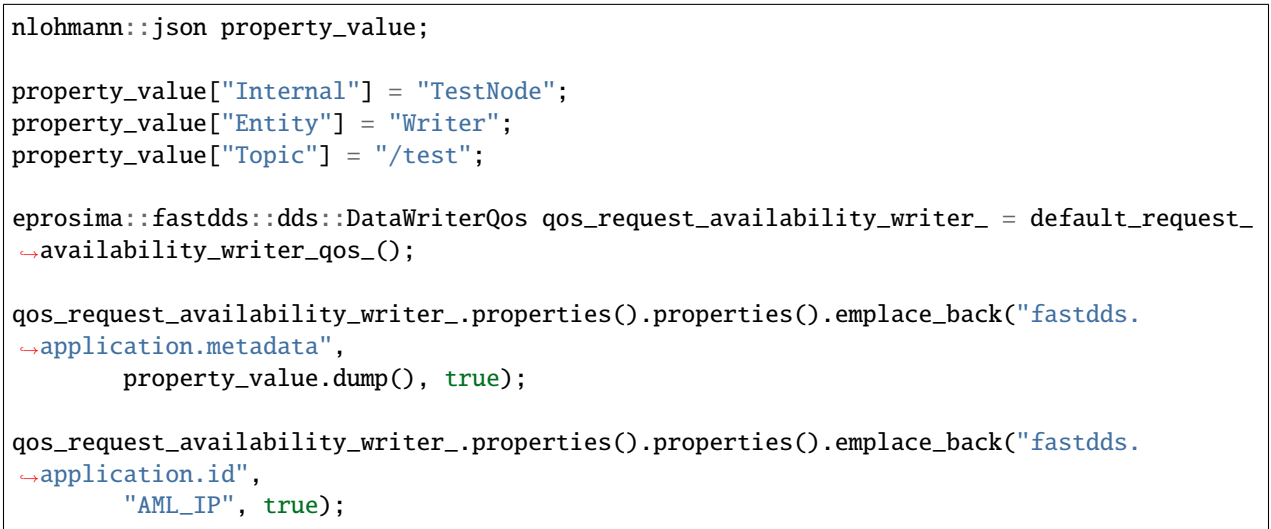 nlohmann::json property_value;

property_value["Internal"] = "TestNode";
property_value["Entity"] = "Writer";
property_value["Topic"] = "/test";

eprosima::fastdds::dds::DataWriterQos qos_request_availability_writer_ = default_request_
↪availability_writer_qos_();

qos_request_availability_writer_.properties().properties().emplace_back("fastdds.
↪application.metadata",
        property_value.dump(), true);

qos_request_availability_writer_.properties().properties().emplace_back("fastdds.
↪application.id",
        "AML_IP", true);